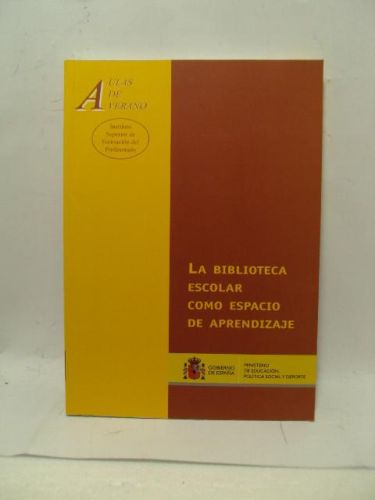 AULAS
DE
VERANO
Instituto
Superior de
Formación del
Profesorado
LA BIBLIOTECA
ESCOLAR
COMO ESPACIO
DE APRENDIZAJE
GOBIERNO
DE ESPAÑA
MINISTERIO
DE EDUCACIÓN,
POLÍTICA SOCIAL Y DEPORTE